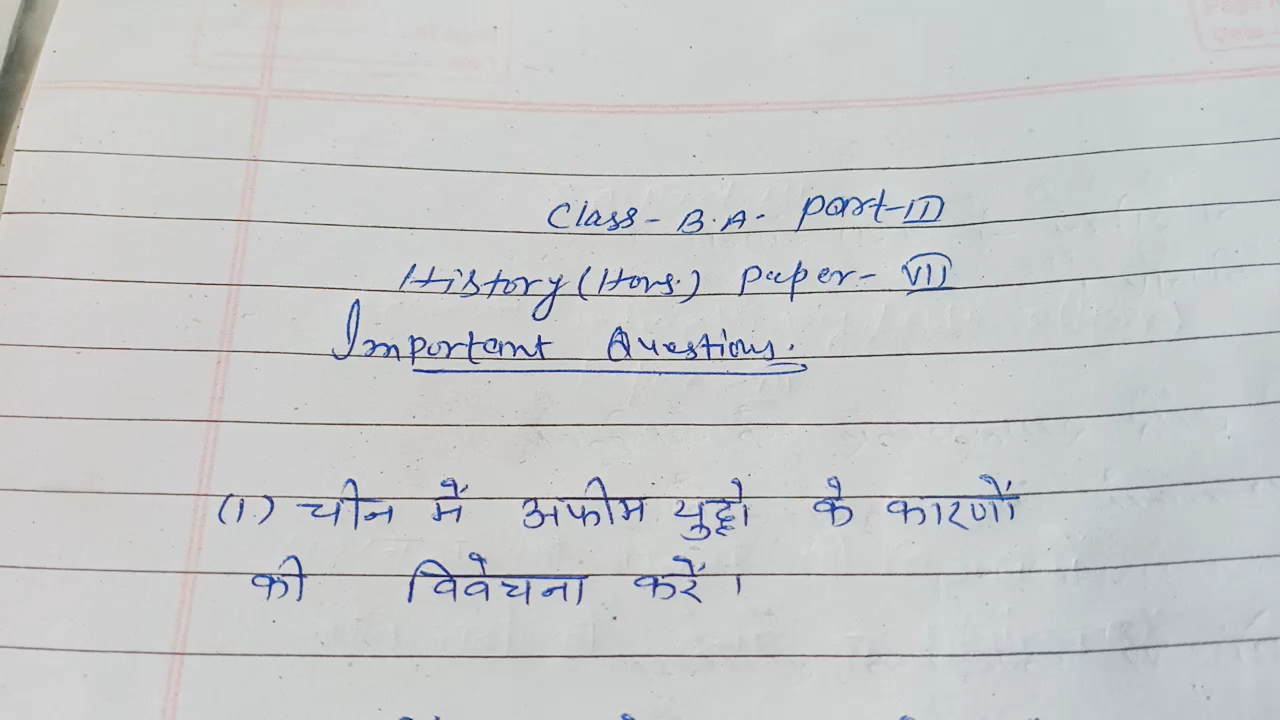 Class- B.A- Part-III
History (Hons.) Paper- VII
Important Questions.
(1.) चीन में अफीम युद्धो के कारणों
की विवेचना करें।